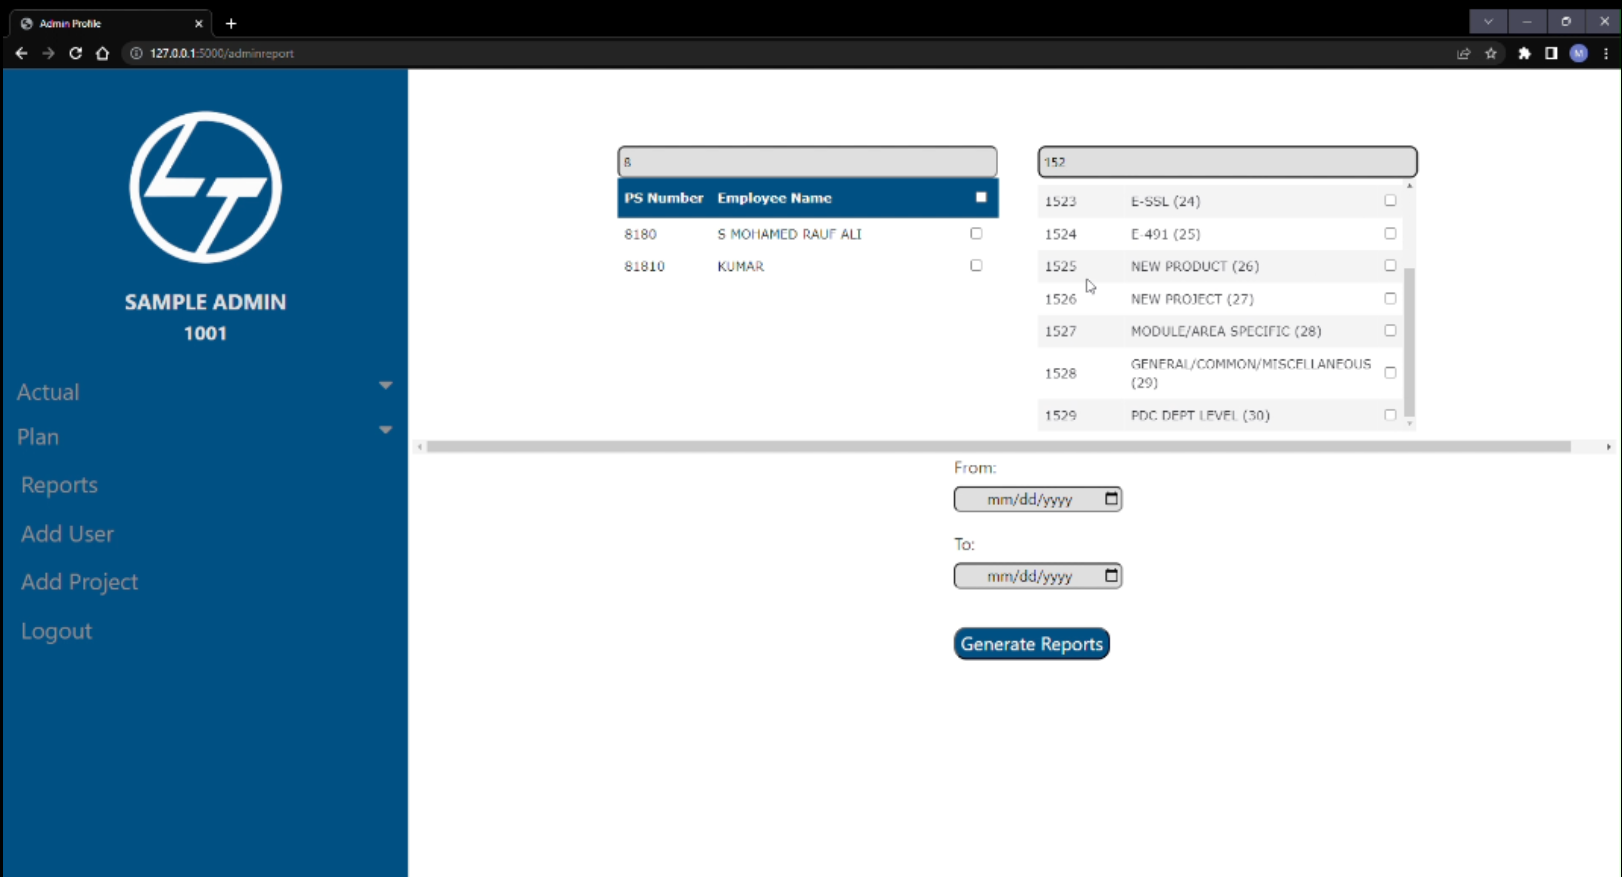 Admin Profile
127.0.0.1:5000/adminreport
M
LT
SAMPLE ADMIN
1001
Actual
Plan
Reports
Add User
Add Project
Logout
8
PS Number Employee Name
8180 S MOHAMED RAUF ALI
81810 KUMAR
152
1523 E-SSL (24)
1524 E-491 (25)
1525 NEW PRODUCT (26)
1526 NEW PROJECT (27)
1527 MODULE/AREA SPECIFIC (28)
1528 GENERAL/COMMON/MISCELLANEOUS
(29)
1529 PDC DEPT LEVEL (30)
From:
mm/dd/yyyy
To:
mm/dd/yyyy
Generate Reports